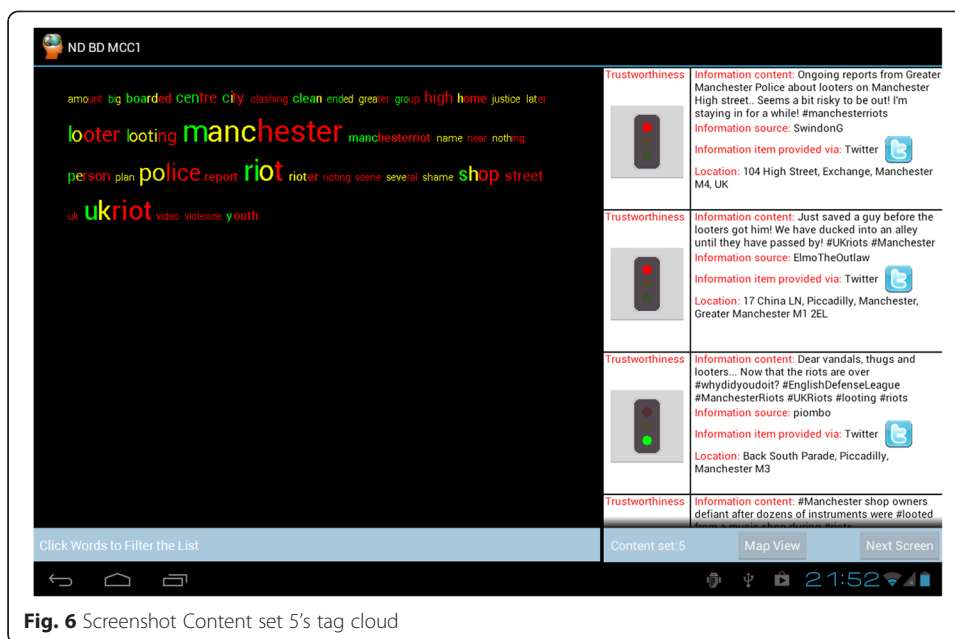 ND BD MCC1
amount big boarded centre city clashing clean ended greater group high home justice later
looter looting manchester manchesterriot name near nothing
person plan police report riot rioter rioting scene several shame shop street
uk ukriot video violence youth
Click Words to Filter the List
Trustworthiness
Information content: Ongoing reports from Greater
Manchester Police about looters on Manchester
High street.. Seems a bit risky to be out! I'm
staying in for a while! #manchesterriots
Information source: SwindonG
Information item provided via: Twitter
Location: 104 High Street, Exchange, Manchester
M4, UK
Trustworthiness
Information content: Just saved a guy before the
looters got him! We have ducked into an alley
until they have passed by! #UKriots #Manchester
Information source: ElmoTheOutlaw
Information item provided via: Twitter
Location: 17 China LN, Piccadilly, Manchester,
Greater Manchester M1 2EL
Trustworthiness
Information content: Dear vandals, thugs and
looters... Now that the riots are over
#whydidyoudoit? #EnglishDefenseLeague
#ManchesterRiots #UKRiots #looting #riots
Information source: piombo
Information item provided via: Twitter
Location: Back South Parade, Piccadilly,
Manchester M3
Trustworthiness
Information content: #Manchester shop owners
defiant after dozens of instruments were #looted
from a music shop during #riots
Content set:5
Map View
Next Screen
21:52
Fig. 6 Screenshot Content set 5's tag cloud